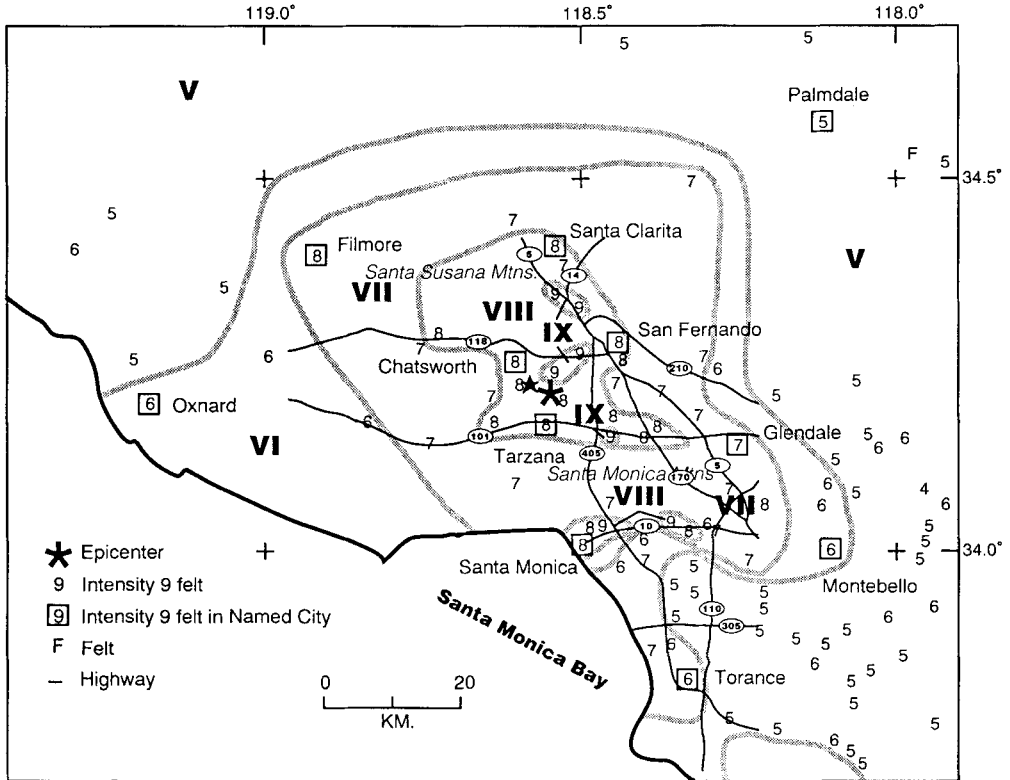 119.0° 118.5° 118.0°
5 5
V
Palmdale
5
F 5
34.5°
7 7
5
7
Santa Clarita
6 Filmore 8 8
V
Santa Susana Mtns. 7
5 14
5 VII 9
VIII 9
IX San Fernando
8 118 8
5 6 7 9 8 7
Chatsworth 8 210 6
9
8 7 7 5
6 Oxnard 7 8 5
IX
6 8 8 8 8 7 Glendale
VI 7 101 9 8 7 5 6
Tarzana 405 6
5
Santa Monica Mtns
170
7 7 6 5 4
VIII VII
7 8 6 6
8 9 10 9 8 6 7 5
34.0°
Epicenter
8 6 6 5
Santa Monica 6 7 5 7 5
Montebello
9 Intensity 9 felt
5 5 5
110 5 6
9 Intensity 9 felt in Named City
Santa Monica Bay
5 305 5 6
5 5
F Felt
7 6 5
6 5
Highway
6 Torance
5 5
0 20
KM.
5 5 5
5 6
5
5